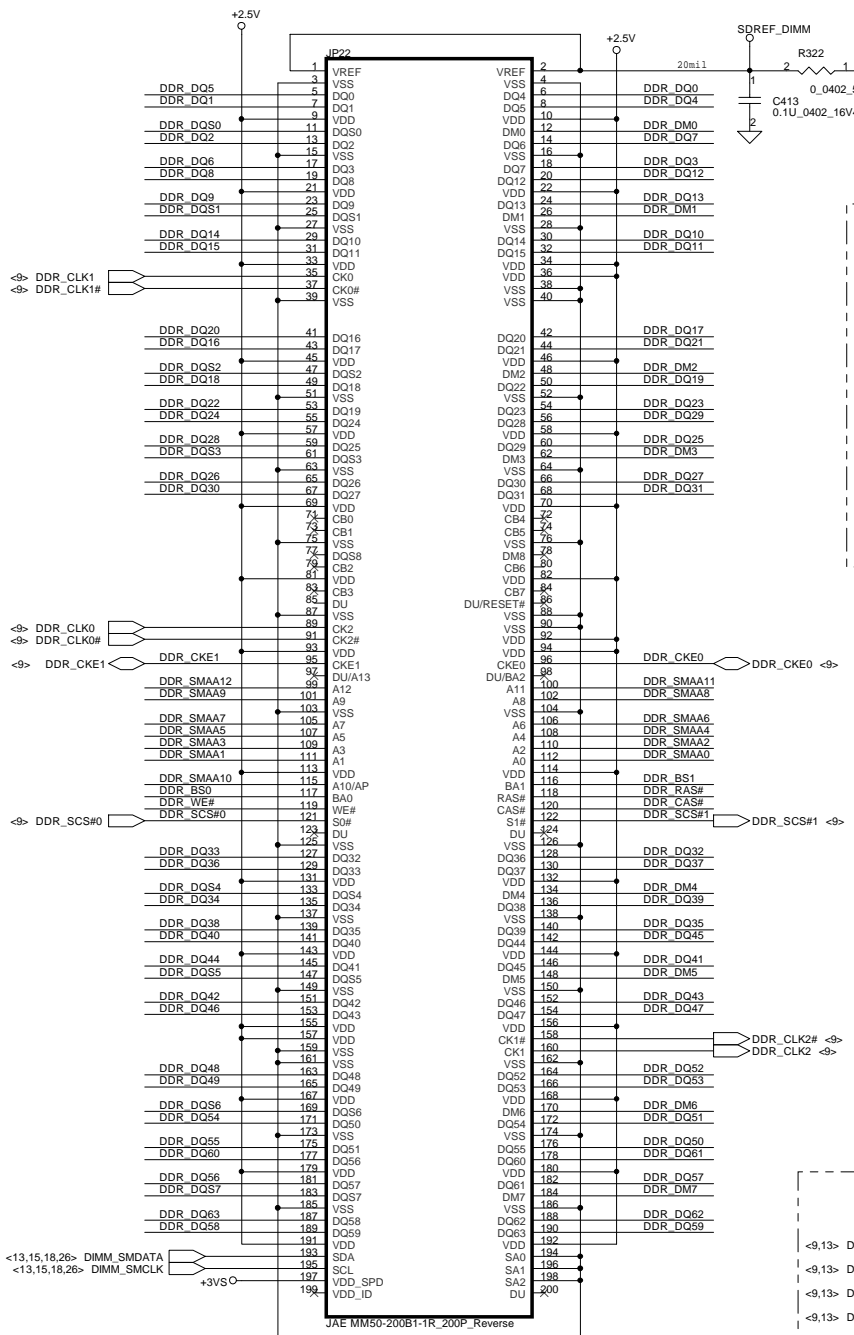 +2.5V
+2.5V
SDREF_DIMM
JP22
20mil
R322
2 1
0_0402_5
1
C413
0.1U_0402_16V4
2
1 VREF VREF 2
3 VSS VSS 4
DDR_DQ5 5 DQ0 DQ4 6 DDR_DQ0
DDR_DQ1 7 DQ1 DQ5 8 DDR_DQ4
9 VDD VDD 10
DDR_DQS0 11 DQS0 DM0 12 DDR_DM0
DDR_DQ2 13 DQ2 DQ6 14 DDR_DQ7
15 VSS VSS 16
DDR_DQ6 17 DQ3 DQ7 18 DDR_DQ3
DDR_DQ8 19 DQ8 DQ12 20 DDR_DQ12
21 VDD VDD 22
DDR_DQ9 23 DQ9 DQ13 24 DDR_DQ13
DDR_DQS1 25 DQS1 DM1 26 DDR_DM1
27 VSS VSS 28
DDR_DQ14 29 DQ10 DQ14 30 DDR_DQ10
DDR_DQ15 31 DQ11 DQ15 32 DDR_DQ11
33 VDD VDD 34
<9> DDR_CLK1 35 CK0 VDD 36
<9> DDR_CLK1# 37 CK0# VSS 38
39 VSS VSS 40
DDR_DQ20 41 DQ16 DQ20 42 DDR_DQ17
DDR_DQ16 43 DQ17 DQ21 44 DDR_DQ21
45 VDD VDD 46
DDR_DQS2 47 DQS2 DM2 48 DDR_DM2
DDR_DQ18 49 DQ18 DQ22 50 DDR_DQ19
51 VSS VSS 52
DDR_DQ22 53 DQ19 DQ23 54 DDR_DQ23
DDR_DQ24 55 DQ24 DQ28 56 DDR_DQ29
57 VDD VDD 58
DDR_DQ28 59 DQ25 DQ29 60 DDR_DQ25
DDR_DQS3 61 DQS3 DM3 62 DDR_DM3
63 VSS VSS 64
DDR_DQ26 65 DQ26 DQ30 66 DDR_DQ27
DDR_DQ30 67 DQ27 DQ31 68 DDR_DQ31
69 VDD VDD 70
71 CB0 CB4 72
73 CB1 CB5 74
75 VSS VSS 76
77 DQS8 DM8 78
79 CB2 CB6 80
81 VDD VDD 82
83 CB3 CB7 84
85 DU DU/RESET# 86
87 VSS VSS 88
<9> DDR_CLK0 89 CK2 VSS 90
<9> DDR_CLK0# 91 CK2# VDD 92
93 VDD VDD 94
<9> DDR_CKE1 DDR_CKE1 95 CKE1 CKE0 96 DDR_CKE0 DDR_CKE0 <9>
97 DU/A13 DU/BA2 98
DDR_SMAA12 99 A12 A11 100 DDR_SMAA11
DDR_SMAA9 101 A9 A8 102 DDR_SMAA8
103 VSS VSS 104
DDR_SMAA7 105 A7 A6 106 DDR_SMAA6
DDR_SMAA5 107 A5 A4 108 DDR_SMAA4
DDR_SMAA3 109 A3 A2 110 DDR_SMAA2
DDR_SMAA1 111 A1 A0 112 DDR_SMAA0
113 VDD VDD 114
DDR_SMAA10 115 A10/AP BA1 116 DDR_BS1
DDR_BS0 117 BA0 RAS# 118 DDR_RAS#
DDR_WE# 119 WE# CAS# 120 DDR_CAS#
<9> DDR_SCS#0 DDR_SCS#0 121 S0# S1# 122 DDR_SCS#1 DDR_SCS#1 <9>
123 DU DU 124
125 VSS VSS 126
DDR_DQ33 127 DQ32 DQ36 128 DDR_DQ32
DDR_DQ36 129 DQ33 DQ37 130 DDR_DQ37
131 VDD VDD 132
DDR_DQS4 133 DQS4 DM4 134 DDR_DM4
DDR_DQ34 135 DQ34 DQ38 136 DDR_DQ39
137 VSS VSS 138
DDR_DQ38 139 DQ35 DQ39 140 DDR_DQ35
DDR_DQ40 141 DQ40 DQ44 142 DDR_DQ45
143 VDD VDD 144
DDR_DQ44 145 DQ41 DQ45 146 DDR_DQ41
DDR_DQS5 147 DQS5 DM5 148 DDR_DM5
149 VSS VSS 150
DDR_DQ42 151 DQ42 DQ46 152 DDR_DQ43
DDR_DQ46 153 DQ43 DQ47 154 DDR_DQ47
155 VDD VDD 156
157 VDD CK1# 158 DDR_CLK2# <9>
159 VSS CK1 160 DDR_CLK2 <9>
161 VSS VSS 162
DDR_DQ48 163 DQ48 DQ52 164 DDR_DQ52
DDR_DQ49 165 DQ49 DQ53 166 DDR_DQ53
167 VDD VDD 168
DDR_DQS6 169 DQS6 DM6 170 DDR_DM6
DDR_DQ54 171 DQ50 DQ54 172 DDR_DQ51
173 VSS VSS 174
DDR_DQ55 175 DQ51 DQ55 176 DDR_DQ50
DDR_DQ60 177 DQ56 DQ60 178 DDR_DQ61
179 VDD VDD 180
DDR_DQ56 181 DQ57 DQ61 182 DDR_DQ57
DDR_DQS7 183 DQS7 DM7 184 DDR_DM7
185 VSS VSS 186
DDR_DQ63 187 DQ58 DQ62 188 DDR_DQ62
DDR_DQ58 189 DQ59 DQ63 190 DDR_DQ59
191 VDD VDD 192
<13,15,18,26> DIMM_SMDATA 193 SDA SA0 194
<13,15,18,26> DIMM_SMCLK 195 SCL SA1 196
+3VS 197 VDD_SPD SA2 198
199 VDD_ID DU 200
JAE MM50-200B1-1R_200P_Reverse
<9,13> D
<9,13> D
<9,13> D
<9,13> D